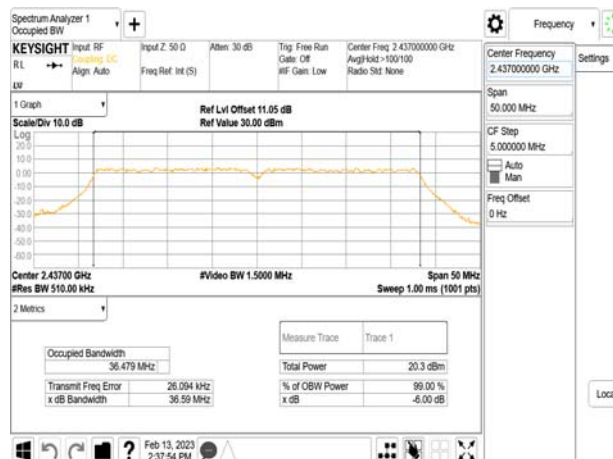 Spectrum Analyzer 1
Occupied BW
Frequency
KEYSIGHT
Input: RF
Coupling: DC
Align: Auto
Input Z: 50 Ω
Freq Ref: Int (S)
Atten: 30 dB
Trig: Free Run
Gate: Off
#IF Gain: Low
Center Freq: 2.437000000 GHz
Avg|Hold:>100/100
Radio Std: None
RL
LXI
Center Frequency
2.437000000 GHz
Settings
Span
50.000 MHz
CF Step
5.000000 MHz
Auto
Man
Freq Offset
0 Hz
Local
1 Graph
Scale/Div 10.0 dB
Ref Lvl Offset 11.05 dB
Ref Value 30.00 dBm
Log
20.0
10.0
0.00
-10.0
-20.0
-30.0
-40.0
-50.0
-60.0
Center 2.43700 GHz
#Res BW 510.00 kHz
#Video BW 1.5000 MHz
Span 50 MHz
Sweep 1.00 ms (1001 pts)
2 Metrics
Measure Trace
Trace 1
Occupied Bandwidth
36.479 MHz
Total Power
20.3 dBm
Transmit Freq Error
26.094 kHz
% of OBW Power
99.00 %
x dB Bandwidth
36.59 MHz
x dB
-6.00 dB
?
Feb 13, 2023
2:37:54 PM